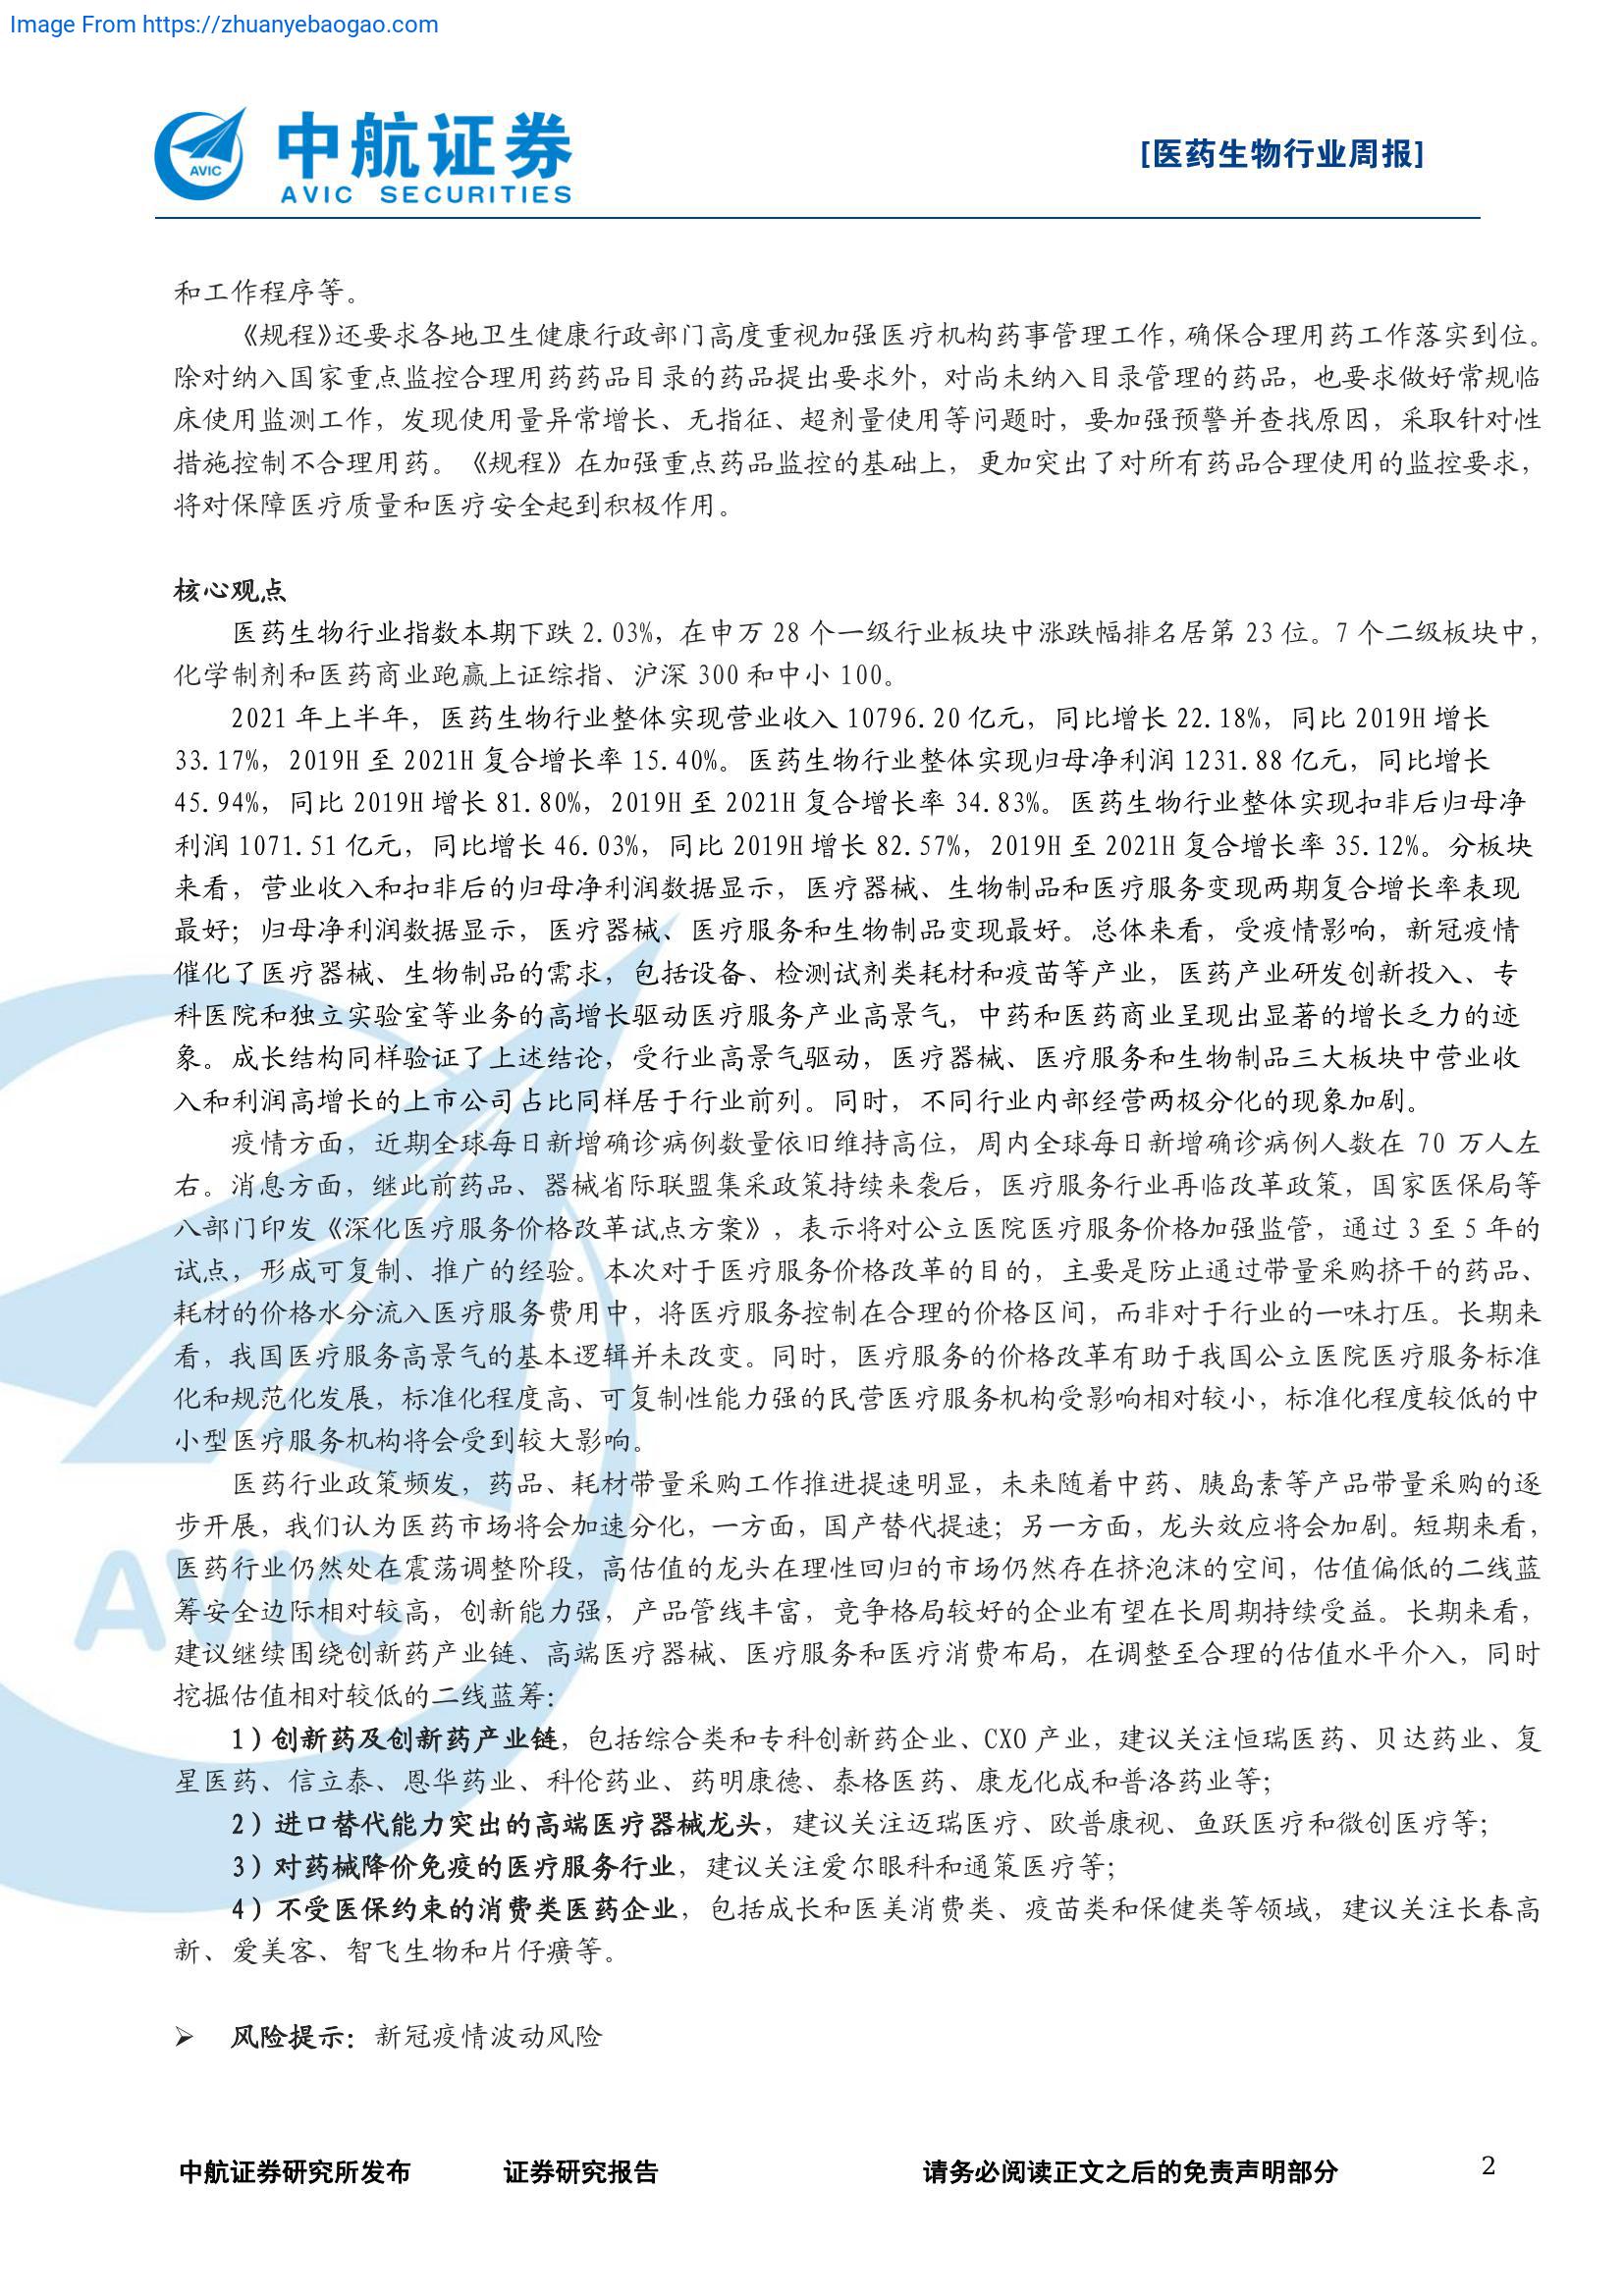 Image From https://zhuanyebaogao.com
中航证券
AVIC SECURITIES
AVIC
[医药生物行业周报]
和工作程序等。
《规程》还要求各地卫生健康行政部门高度重视加强医疗机构药事管理工作，确保合理用药工作落实到位。
除对纳入国家重点监控合理用药药品目录的药品提出要求外，对尚未纳入目录管理的药品，也要求做好常规临
床使用监测工作，发现使用量异常增长、无指征、超剂量使用等问题时，要加强预警并查找原因，采取针对性
措施控制不合理用药。《规程》在加强重点药品监控的基础上，更加突出了对所有药品合理使用的监控要求，
将对保障医疗质量和医疗安全起到积极作用。
核心观点
医药生物行业指数本期下跌 2.03%，在申万 28 个一级行业板块中涨跌幅排名居第 23 位。7 个二级板块中，
化学制剂和医药商业跑赢上证综指、沪深 300 和中小 100。
2021 年上半年，医药生物行业整体实现营业收入 10796.20 亿元，同比增长 22.18%，同比 2019H 增长
33.17%，2019H 至 2021H 复合增长率 15.40%。医药生物行业整体实现归母净利润 1231.88 亿元，同比增长
45.94%，同比 2019H 增长 81.80%，2019H 至 2021H 复合增长率 34.83%。医药生物行业整体实现扣非后归母净
利润 1071.51 亿元，同比增长 46.03%，同比 2019H 增长 82.57%，2019H 至 2021H 复合增长率 35.12%。分板块
来看，营业收入和扣非后的归母净利润数据显示，医疗器械、生物制品和医疗服务变现两期复合增长率表现
最好；归母净利润数据显示，医疗器械、医疗服务和生物制品变现最好。总体来看，受疫情影响，新冠疫情
催化了医疗器械、生物制品的需求，包括设备、检测试剂类耗材和疫苗等产业，医药产业研发创新投入、专
科医院和独立实验室等业务的高增长驱动医疗服务产业高景气，中药和医药商业呈现出显著的增长乏力的迹
象。成长结构同样验证了上述结论，受行业高景气驱动，医疗器械、医疗服务和生物制品三大板块中营业收
入和利润高增长的上市公司占比同样居于行业前列。同时，不同行业内部经营两极分化的现象加剧。
疫情方面，近期全球每日新增确诊病例数量依旧维持高位，周内全球每日新增确诊病例人数在 70 万人左
右。消息方面，继此前药品、器械省际联盟集采政策持续来袭后，医疗服务行业再临改革政策，国家医保局等
八部门印发《深化医疗服务价格改革试点方案》，表示将对公立医院医疗服务价格加强监管，通过 3 至 5 年的
试点，形成可复制、推广的经验。本次对于医疗服务价格改革的目的，主要是防止通过带量采购挤干的药品、
耗材的价格水分流入医疗服务费用中，将医疗服务控制在合理的价格区间，而非对于行业的一味打压。长期来
看，我国医疗服务高景气的基本逻辑并未改变。同时，医疗服务的价格改革有助于我国公立医院医疗服务标准
化和规范化发展，标准化程度高、可复制性能力强的民营医疗服务机构受影响相对较小，标准化程度较低的中
小型医疗服务机构将会受到较大影响。
医药行业政策频发，药品、耗材带量采购工作推进提速明显，未来随着中药、胰岛素等产品带量采购的逐
步开展，我们认为医药市场将会加速分化，一方面，国产替代提速；另一方面，龙头效应将会加剧。短期来看，
医药行业仍然处在震荡调整阶段，高估值的龙头在理性回归的市场仍然存在挤泡沫的空间，估值偏低的二线蓝
筹安全边际相对较高，创新能力强，产品管线丰富，竞争格局较好的企业有望在长周期持续受益。长期来看，
建议继续围绕创新药产业链、高端医疗器械、医疗服务和医疗消费布局，在调整至合理的估值水平介入，同时
挖掘估值相对较低的二线蓝筹：
1）创新药及创新药产业链，包括综合类和专科创新药企业、CXO 产业，建议关注恒瑞医药、贝达药业、复
星医药、信立泰、恩华药业、科伦药业、药明康德、泰格医药、康龙化成和普洛药业等；
2）进口替代能力突出的高端医疗器械龙头，建议关注迈瑞医疗、欧普康视、鱼跃医疗和微创医疗等；
3）对药械降价免疫的医疗服务行业，建议关注爱尔眼科和通策医疗等；
4）不受医保约束的消费类医药企业，包括成长和医美消费类、疫苗类和保健类等领域，建议关注长春高
新、爱美客、智飞生物和片仔癀等。
➢ 风险提示：新冠疫情波动风险
AVIC
中航证券研究所发布 证券研究报告 请务必阅读正文之后的免责声明部分 2